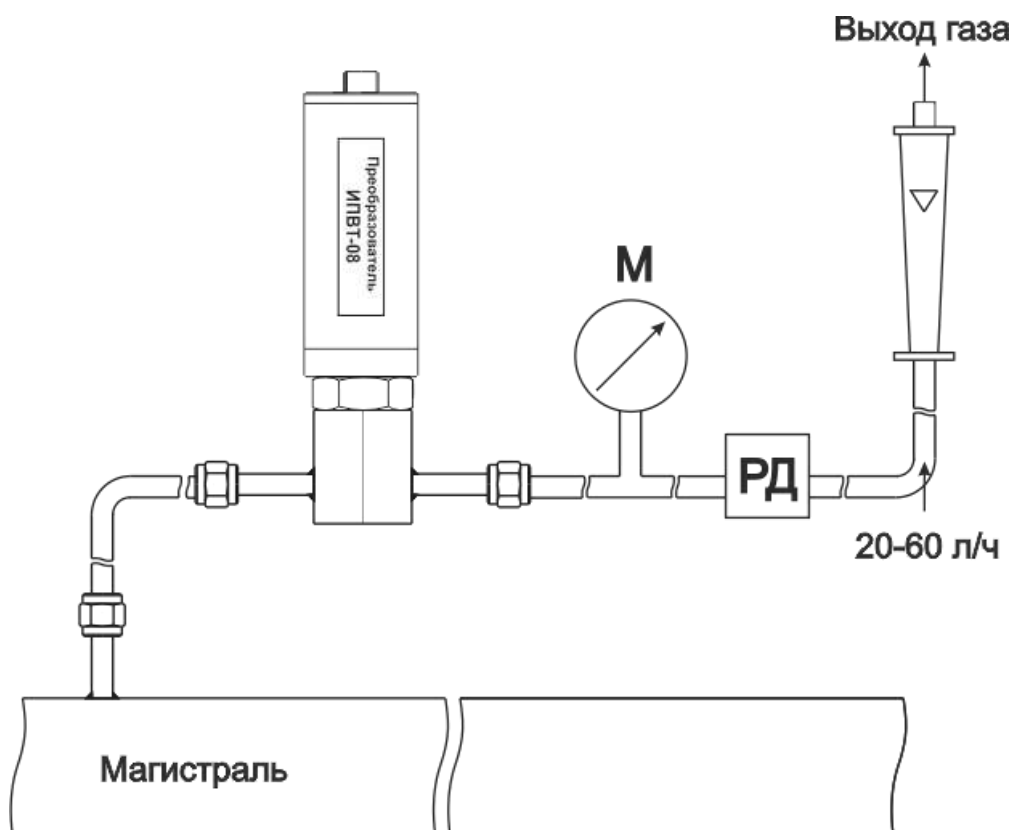 Выход газа
Преобразователь
ИПВТ-08
М
РД
20-60 л/ч
Магистраль